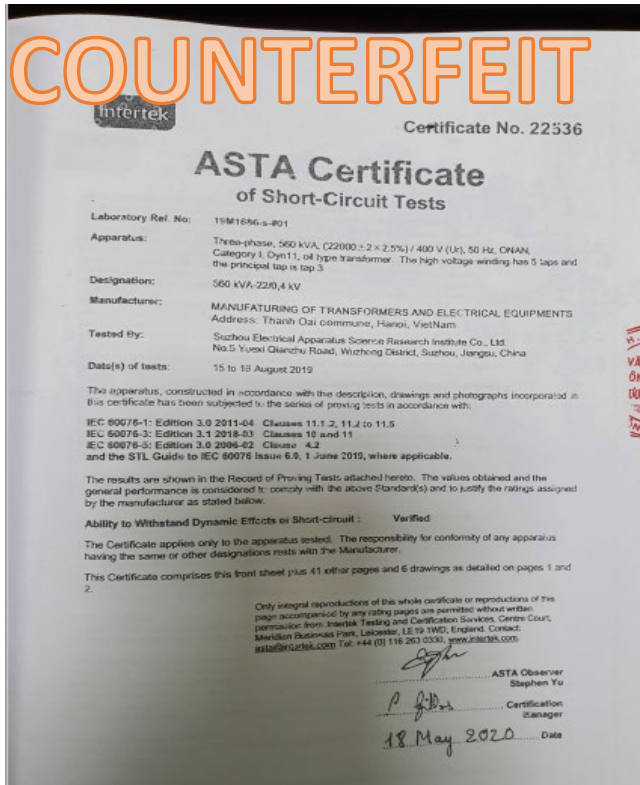 COUNTERFEIT
Intertek
Certificate No. 22536
ASTA Certificate
of Short-Circuit Tests
Laboratory Ref. No: 19M1686-s-#01
Apparatus: Three-phase, 560 kVA, (22000 ± 2 × 2.5%) / 400 V (Ur), 50 Hz, ONAN,
Category I, Dyn11, oil type transformer. The high voltage winding has 5 taps and
the principal tap is tap 3
Designation: 560 kVA-22/0,4 kV
Manufacturer: MANUFATURING OF TRANSFORMERS AND ELECTRICAL EQUIPMENTS
Address: Thanh Oai commune, Hanoi, VietNam
Tested By: Suzhou Electrical Apparatus Science Research Institute Co., Ltd.
No.5 Yuexi Qianzhu Road, Wuzhong District, Suzhou, Jiangsu, China
Date(s) of tests: 15 to 18 August 2019
The apparatus, constructed in accordance with the description, drawings and photographs incorporated in
this certificate has been subjected to the series of proving tests in accordance with:
IEC 60076-1: Edition 3.0 2011-04 Clauses 11.1.2, 11.2 to 11.5
IEC 60076-3: Edition 3.1 2018-03 Clauses 10 and 11
IEC 60076-5: Edition 3.0 2006-02 Clause 4.2
and the STL Guide to IEC 60076 Issue 6.0, 1 June 2019, where applicable.
The results are shown in the Record of Proving Tests attached hereto. The values obtained and the
general performance is considered to comply with the above Standard(s) and to justify the ratings assigned
by the manufacturer as stated below.
Ability to Withstand Dynamic Effects of Short-circuit : Verified
The Certificate applies only to the apparatus tested. The responsibility for conformity of any apparatus
having the same or other designations rests with the Manufacturer.
This Certificate comprises this front sheet plus 41 other pages and 6 drawings as detailed on pages 1 and
2.
Only integral reproductions of this whole certificate or reproductions of this
page accompanied by any rating pages are permitted without written
permission from Intertek Testing and Certification Services, Centre Court,
Meridian Business Park, Leicester, LE19 1WD, England. Contact:
asta@intertek.com Tel: +44 (0) 116 263 0330, www.intertek.com.
ASTA Observer
Stephen Yu
Certification
Manager
18 May 2020 Date